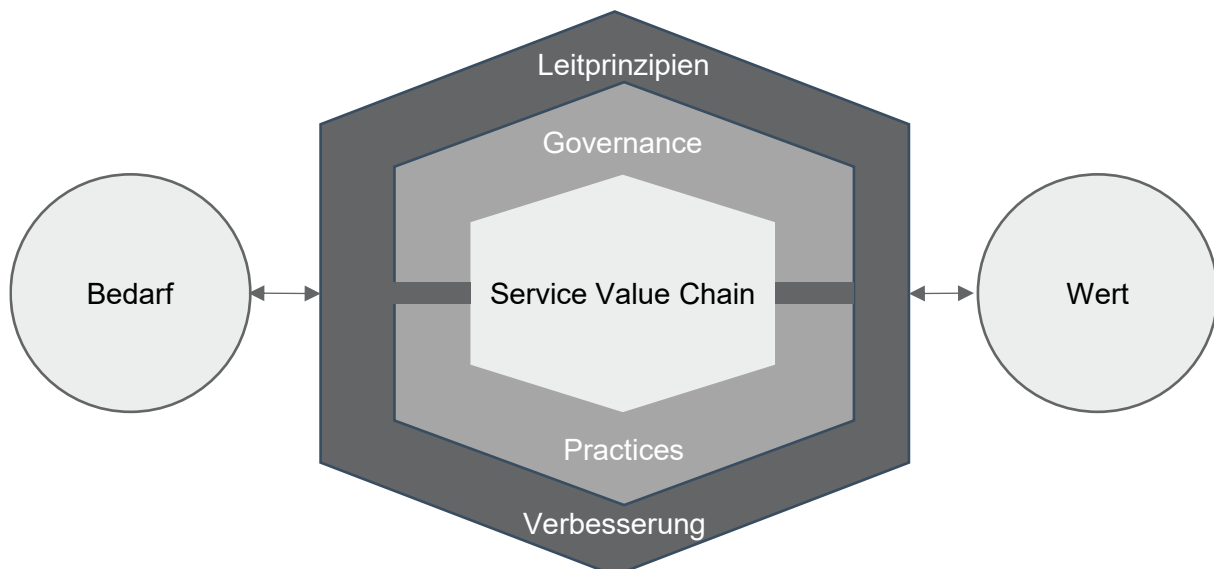 Leitprinzipien
Governance
Bedarf
Service Value Chain
Wert
Practices
Verbesserung